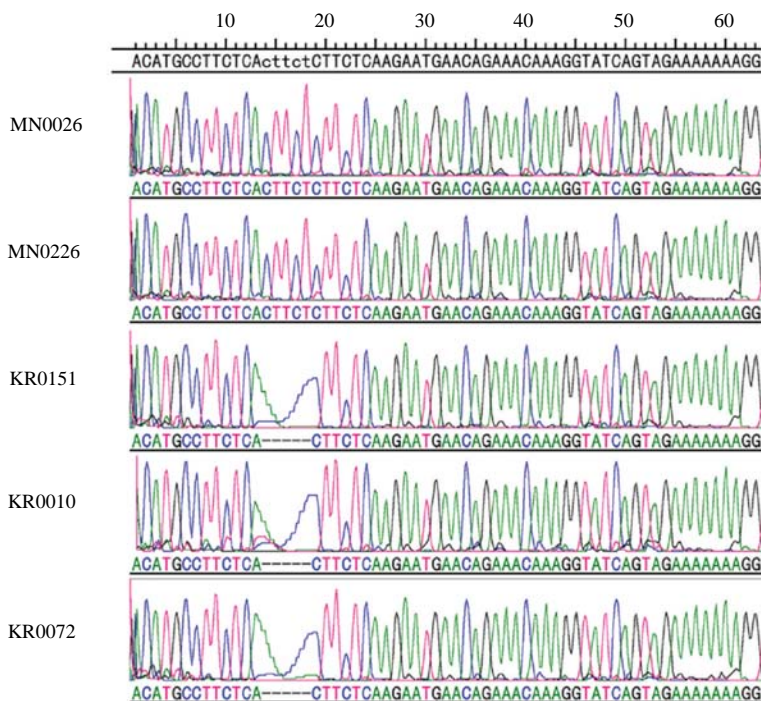 10 20 30 40 50 60
ACATGCCTTCTCActtctCTTCTCAAGAATGAACAGAAACAAAGGTATCAGTAGAAAAAAAGG
MN0026
ACATGCCTTCTCACTTCTCTTCTCAAGAATGAACAGAAACAAAGGTATCAGTAGAAAAAAAGG
MN0226
ACATGCCTTCTCACTTCTCTTCTCAAGAATGAACAGAAACAAAGGTATCAGTAGAAAAAAAGG
KR0151
ACATGCCTTCTCA-----CTTCTCAAGAATGAACAGAAACAAAGGTATCAGTAGAAAAAAAGG
KR0010
ACATGCCTTCTCA-----CTTCTCAAGAATGAACAGAAACAAAGGTATCAGTAGAAAAAAAGG
KR0072
ACATGCCTTCTCA-----CTTCTCAAGAATGAACAGAAACAAAGGTATCAGTAGAAAAAAAGG